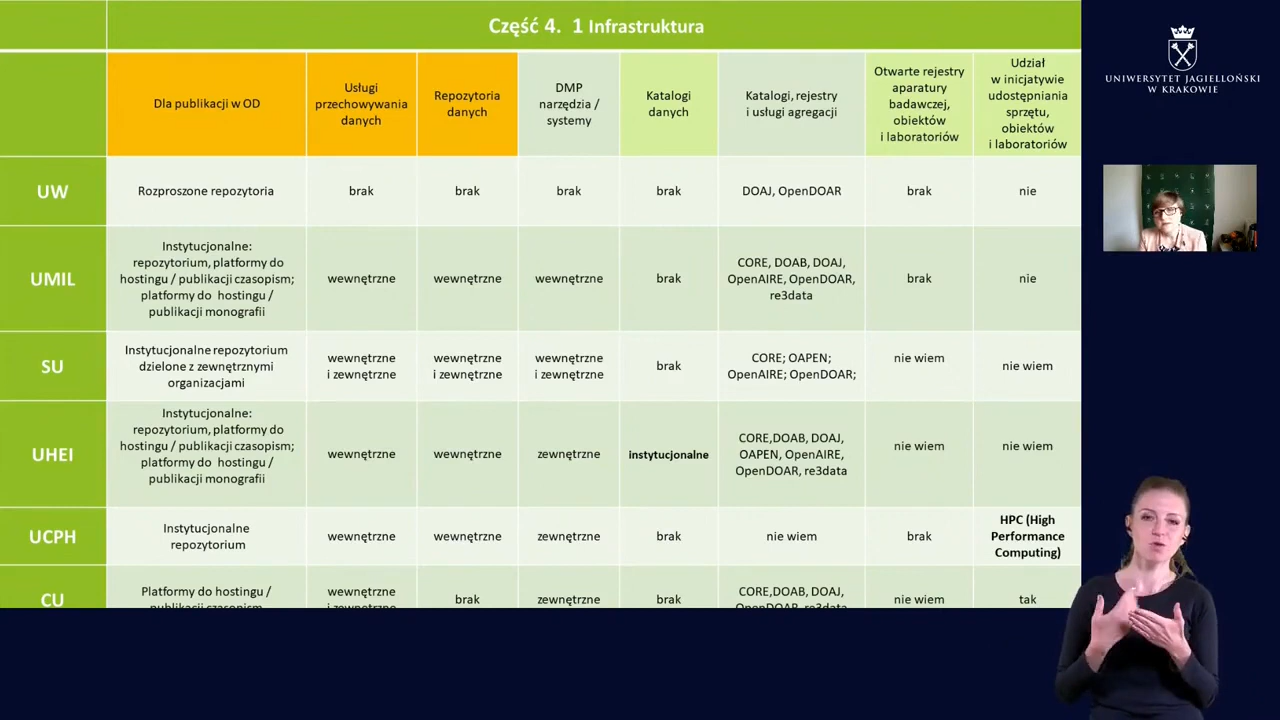 Część 4. 1 Infrastruktura
Dla publikacji w OD
Usługi
przechowywania
danych
Repozytoria
danych
DMP
narzędzia /
systemy
Katalogi
danych
Katalogi, rejestry
i usługi agregacji
Otwarte rejestry
aparatury
badawczej,
obiektów
i laboratoriów
Udział
w inicjatywie
udostępniania
sprzętu,
obiektów
i laboratoriów
UW
Rozproszone repozytoria
brak
brak
brak
brak
DOAJ, OpenDOAR
brak
nie
UMIL
Instytucjonalne:
repozytorium, platformy do
hostingu / publikacji czasopism;
platformy do hostingu /
publikacji monografii
wewnętrzne
wewnętrzne
wewnętrzne
brak
CORE, DOAB, DOAJ,
OpenAIRE, OpenDOAR,
re3data
brak
nie
SU
Instytucjonalne repozytorium
dzielone z zewnętrznymi
organizacjami
wewnętrzne
i zewnętrzne
wewnętrzne
i zewnętrzne
wewnętrzne
i zewnętrzne
brak
CORE; OAPEN;
OpenAIRE; OpenDOAR;
nie wiem
nie wiem
UHEI
Instytucjonalne:
repozytorium, platformy do
hostingu / publikacji czasopism;
platformy do hostingu /
publikacji monografii
wewnętrzne
wewnętrzne
zewnętrzne
instytucjonalne
CORE,DOAB, DOAJ,
OAPEN, OpenAIRE,
OpenDOAR, re3data
nie wiem
nie wiem
UCPH
Instytucjonalne
repozytorium
wewnętrzne
wewnętrzne
zewnętrzne
brak
nie wiem
brak
HPC (High
Performance
Computing)
CU
Platformy do hostingu /
publikacji czasopism
wewnętrzne
i zewnętrzne
brak
zewnętrzne
brak
CORE,DOAB, DOAJ,
OpenDOAR, re3data
nie wiem
tak
UNIWERSYTET JAGIELLOŃSKI
W KRAKOWIE